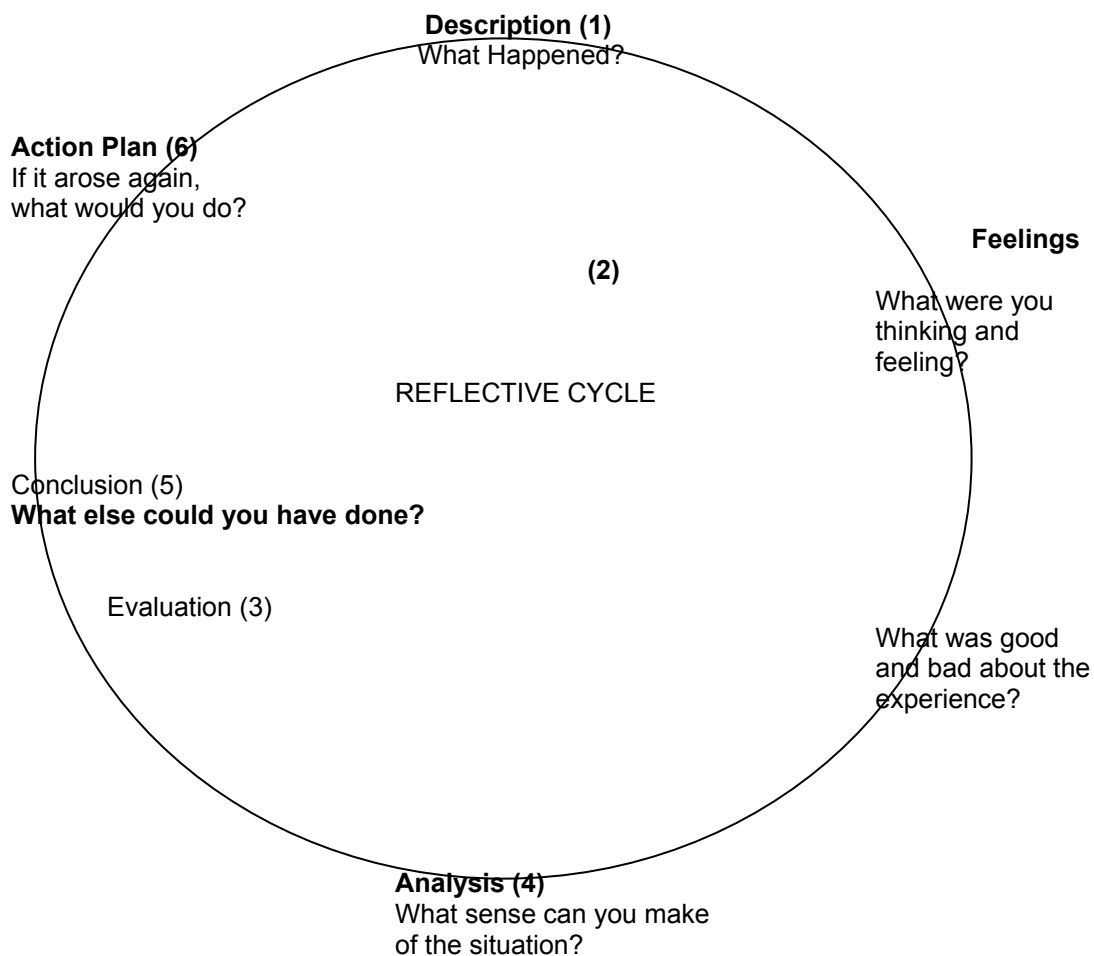 Description (1)
What Happened?
Action Plan (6)
If it arose again,
what would you do?
Feelings
(2)
What were you
thinking and
feeling?
REFLECTIVE CYCLE
Conclusion (5)
What else could you have done?
Evaluation (3)
What was good
and bad about the
experience?
Analysis (4)
What sense can you make
of the situation?